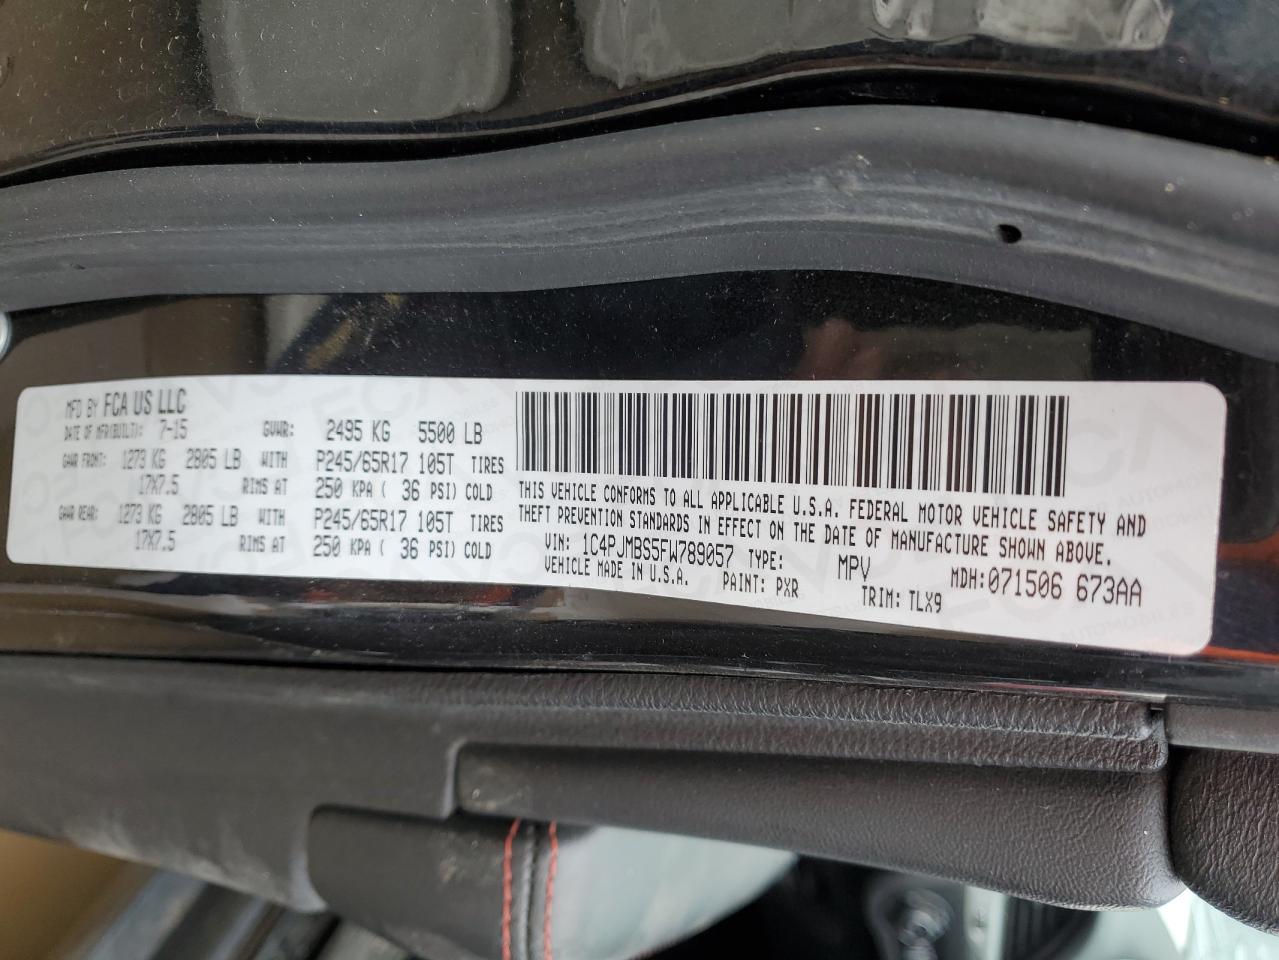 MFD BY FCA US LLC
DATE OF MFR(BUILT): 7-15 GVWR: 2495 KG 5500 LB
GAWR FRONT: 1273 KG 2805 LB WITH P245/65R17 105T TIRES
17X7.5 RIMS AT 250 KPA ( 36 PSI) COLD
GAWR REAR: 1273 KG 2805 LB WITH P245/65R17 105T TIRES
17X7.5 RIMS AT 250 KPA ( 36 PSI) COLD
THIS VEHICLE CONFORMS TO ALL APPLICABLE U.S.A. FEDERAL MOTOR VEHICLE SAFETY AND
THEFT PREVENTION STANDARDS IN EFFECT ON THE DATE OF MANUFACTURE SHOWN ABOVE.
VIN: 1C4PJMBS5FW789057 TYPE: MPV MDH:071506 673AA
VEHICLE MADE IN U.S.A. PAINT: PXR TRIM: TLX9